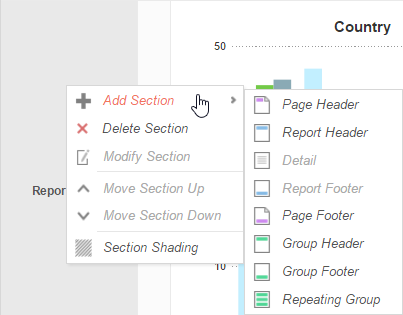 Country
50
Add Section
Delete Section
Modify Section
Move Section Up
Move Section Down
Section Shading
Page Header
Report Header
Detail
Report Footer
Page Footer
Group Header
Group Footer
Repeating Group
Repor
10